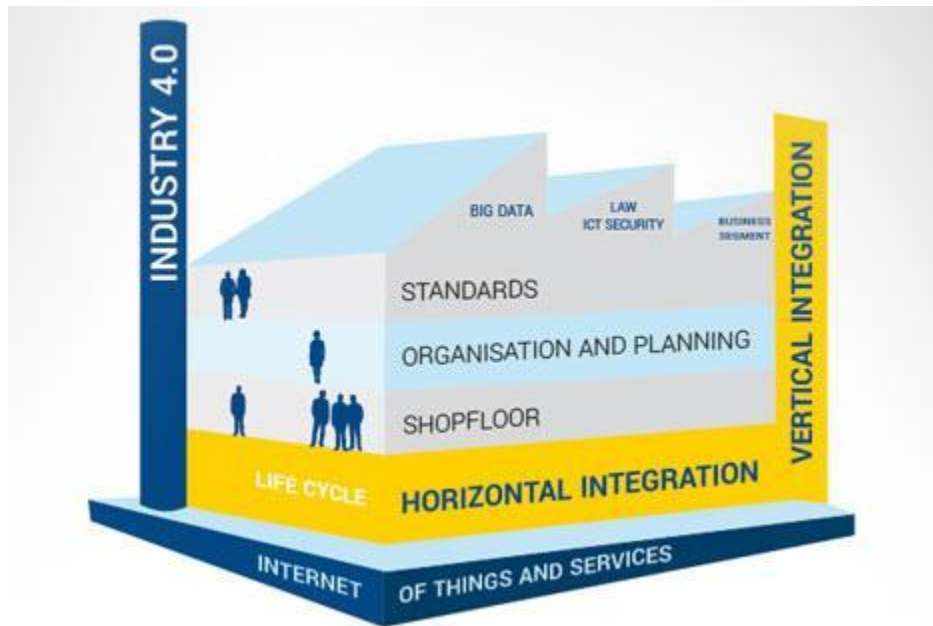 INDUSTRY 4.0
BIG DATA
LAW
ICT SECURITY
BUSINESS
SEGMENT
STANDARDS
ORGANISATION AND PLANNING
SHOPFLOOR
VERTICAL INTEGRATION
LIFE CYCLE
HORIZONTAL INTEGRATION
INTERNET
OF THINGS AND SERVICES